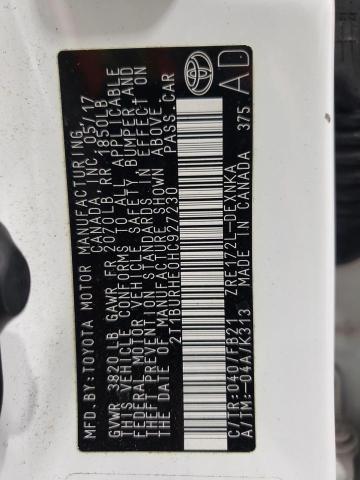 MFD. BY: TOYOTA MOTOR MANUFACTURING
CANADA, INC. 05/17
GVWR 3820LB GAWR FR 2070LB RR 1850LB
THIS VEHICLE CONFORMS TO ALL APPLICABLE
FEDERAL MOTOR VEHICLE SAFETY, BUMPER, AND
THEFT PREVENTION STANDARDS IN EFFECT ON
DATE OF MANUFACTURE SHOWN ABOVE.
2T1BURHE0HC927230 PASS.CAR
C/TR: 040/FB21 ZRE172L-DEXNKA
A/TM:-04A/K313 MADE IN CANADA 375
AD